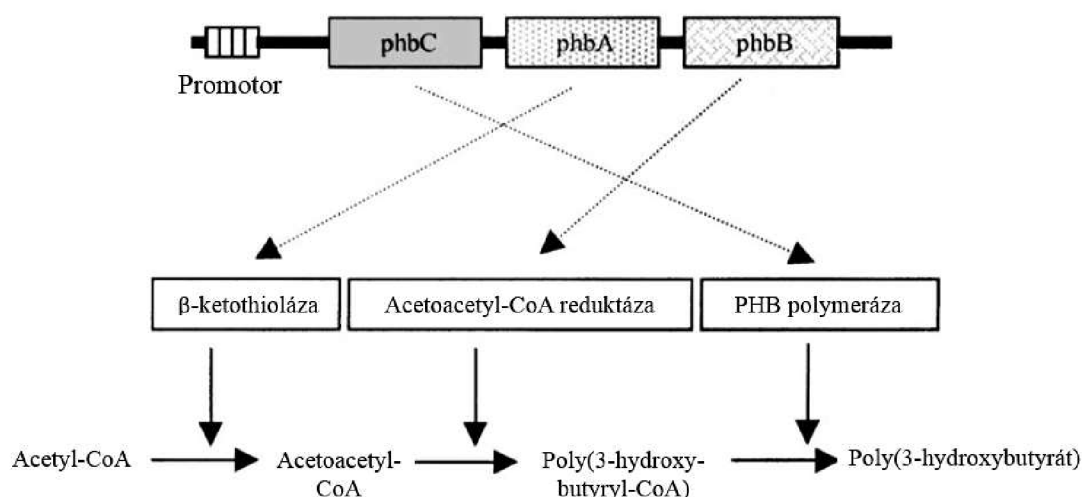 phbC
phbA
phbB
Promotor
β-ketothioláza
Acetoacetyl-CoA reduktáza
PHB polymeráza
Acetyl-CoA
Acetoacetyl-
CoA
Poly(3-hydroxy-
butyryl-CoA)
Poly(3-hydroxybutyrát)